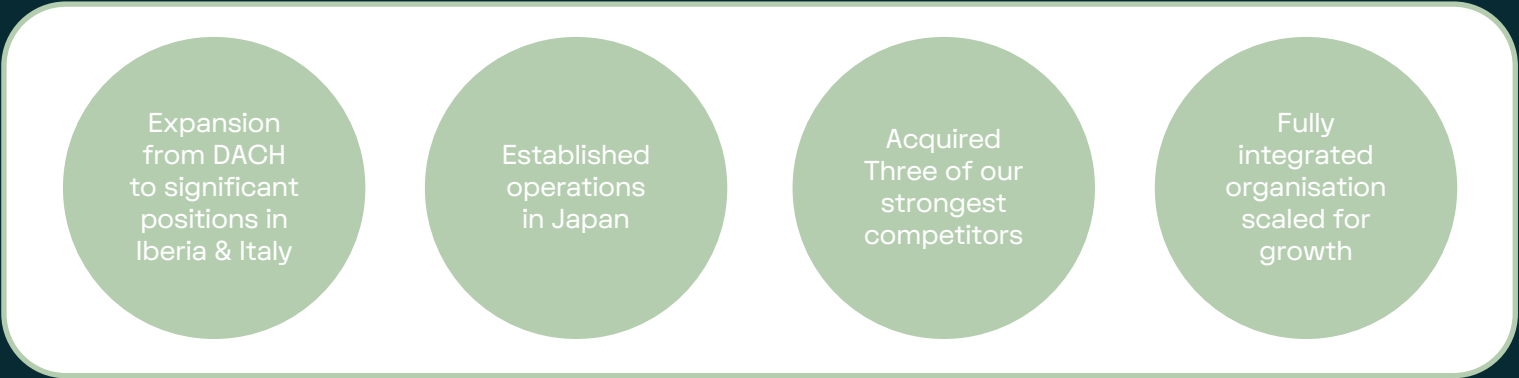 Expansion
from DACH
to significant
positions in
Iberia & Italy
Established
operations
in Japan
Acquired
Three of our
strongest
competitors
Fully
integrated
organisation
scaled for
growth